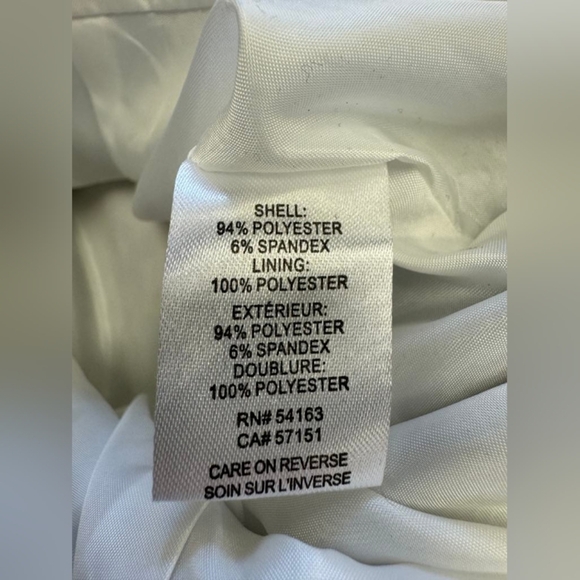 SHELL:
94% POLYESTER
6% SPANDEX
LINING:
100% POLYESTER
EXTÉRIEUR:
94% POLYESTER
6% SPANDEX
DOUBLURE:
100% POLYESTER
RN# 54163
CA# 57151
CARE ON REVERSE
SOIN SUR L'INVERSE